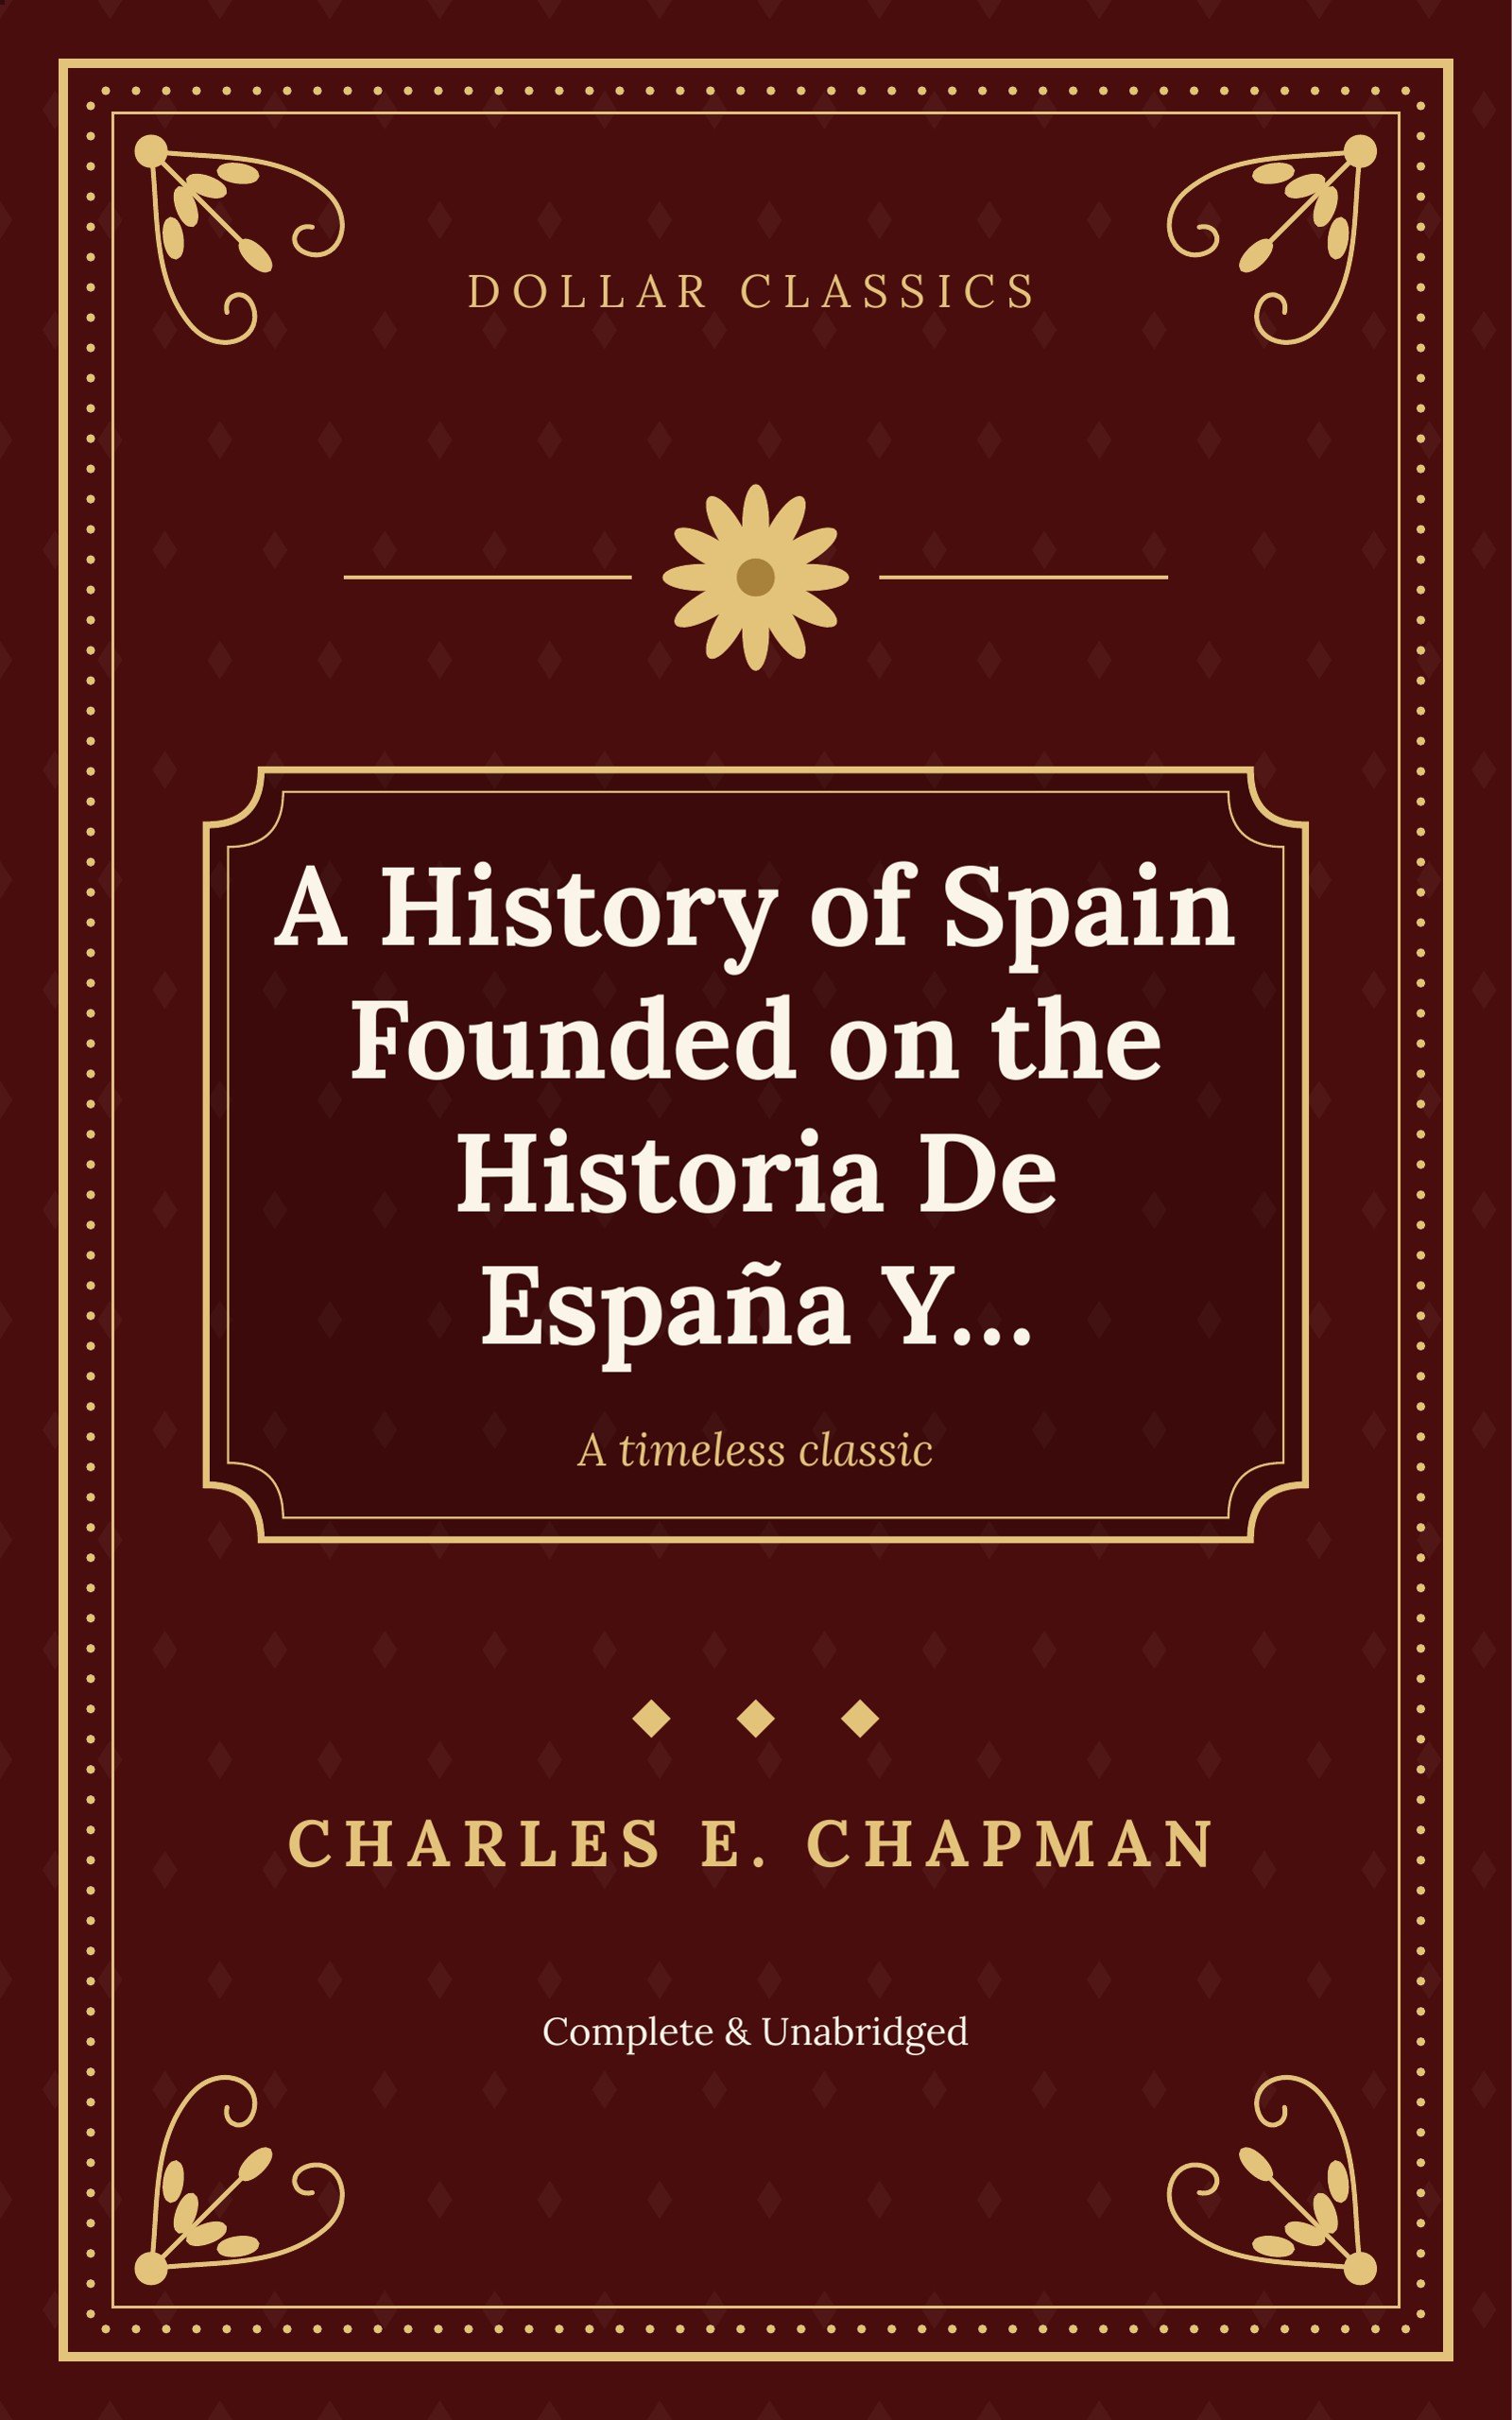 DOLLAR CLASSICS
A History of Spain
Founded on the
Historia De
España Y...
A timeless classic
CHARLES E. CHAPMAN
Complete & Unabridged